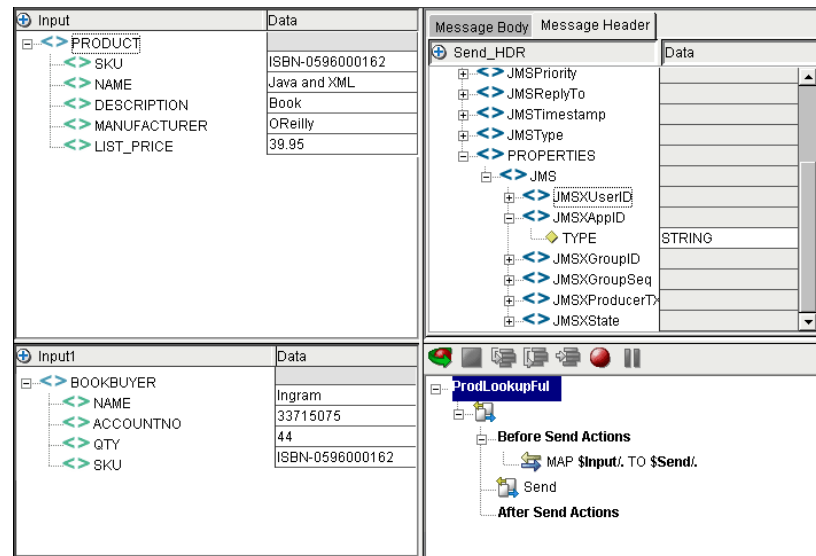 Input Data
PRODUCT
SKU ISBN-0596000162
NAME Java and XML
DESCRIPTION Book
MANUFACTURER OReilly
LIST_PRICE 39.95
Message Body Message Header
Send_HDR Data
JMSPriority
JMSReplyTo
JMSTimestamp
JMSType
PROPERTIES
JMS
JMSXUserID
JMSXAppID
TYPE STRING
JMSXGroupID
JMSXGroupSeq
JMSXProducerTX
JMSXState
Input1 Data
BOOKBUYER
NAME Ingram
ACCOUNTNO 33715075
QTY 44
SKU ISBN-0596000162
ProdLookupFul
Before Send Actions
MAP $Input/. TO $Send/.
Send
After Send Actions